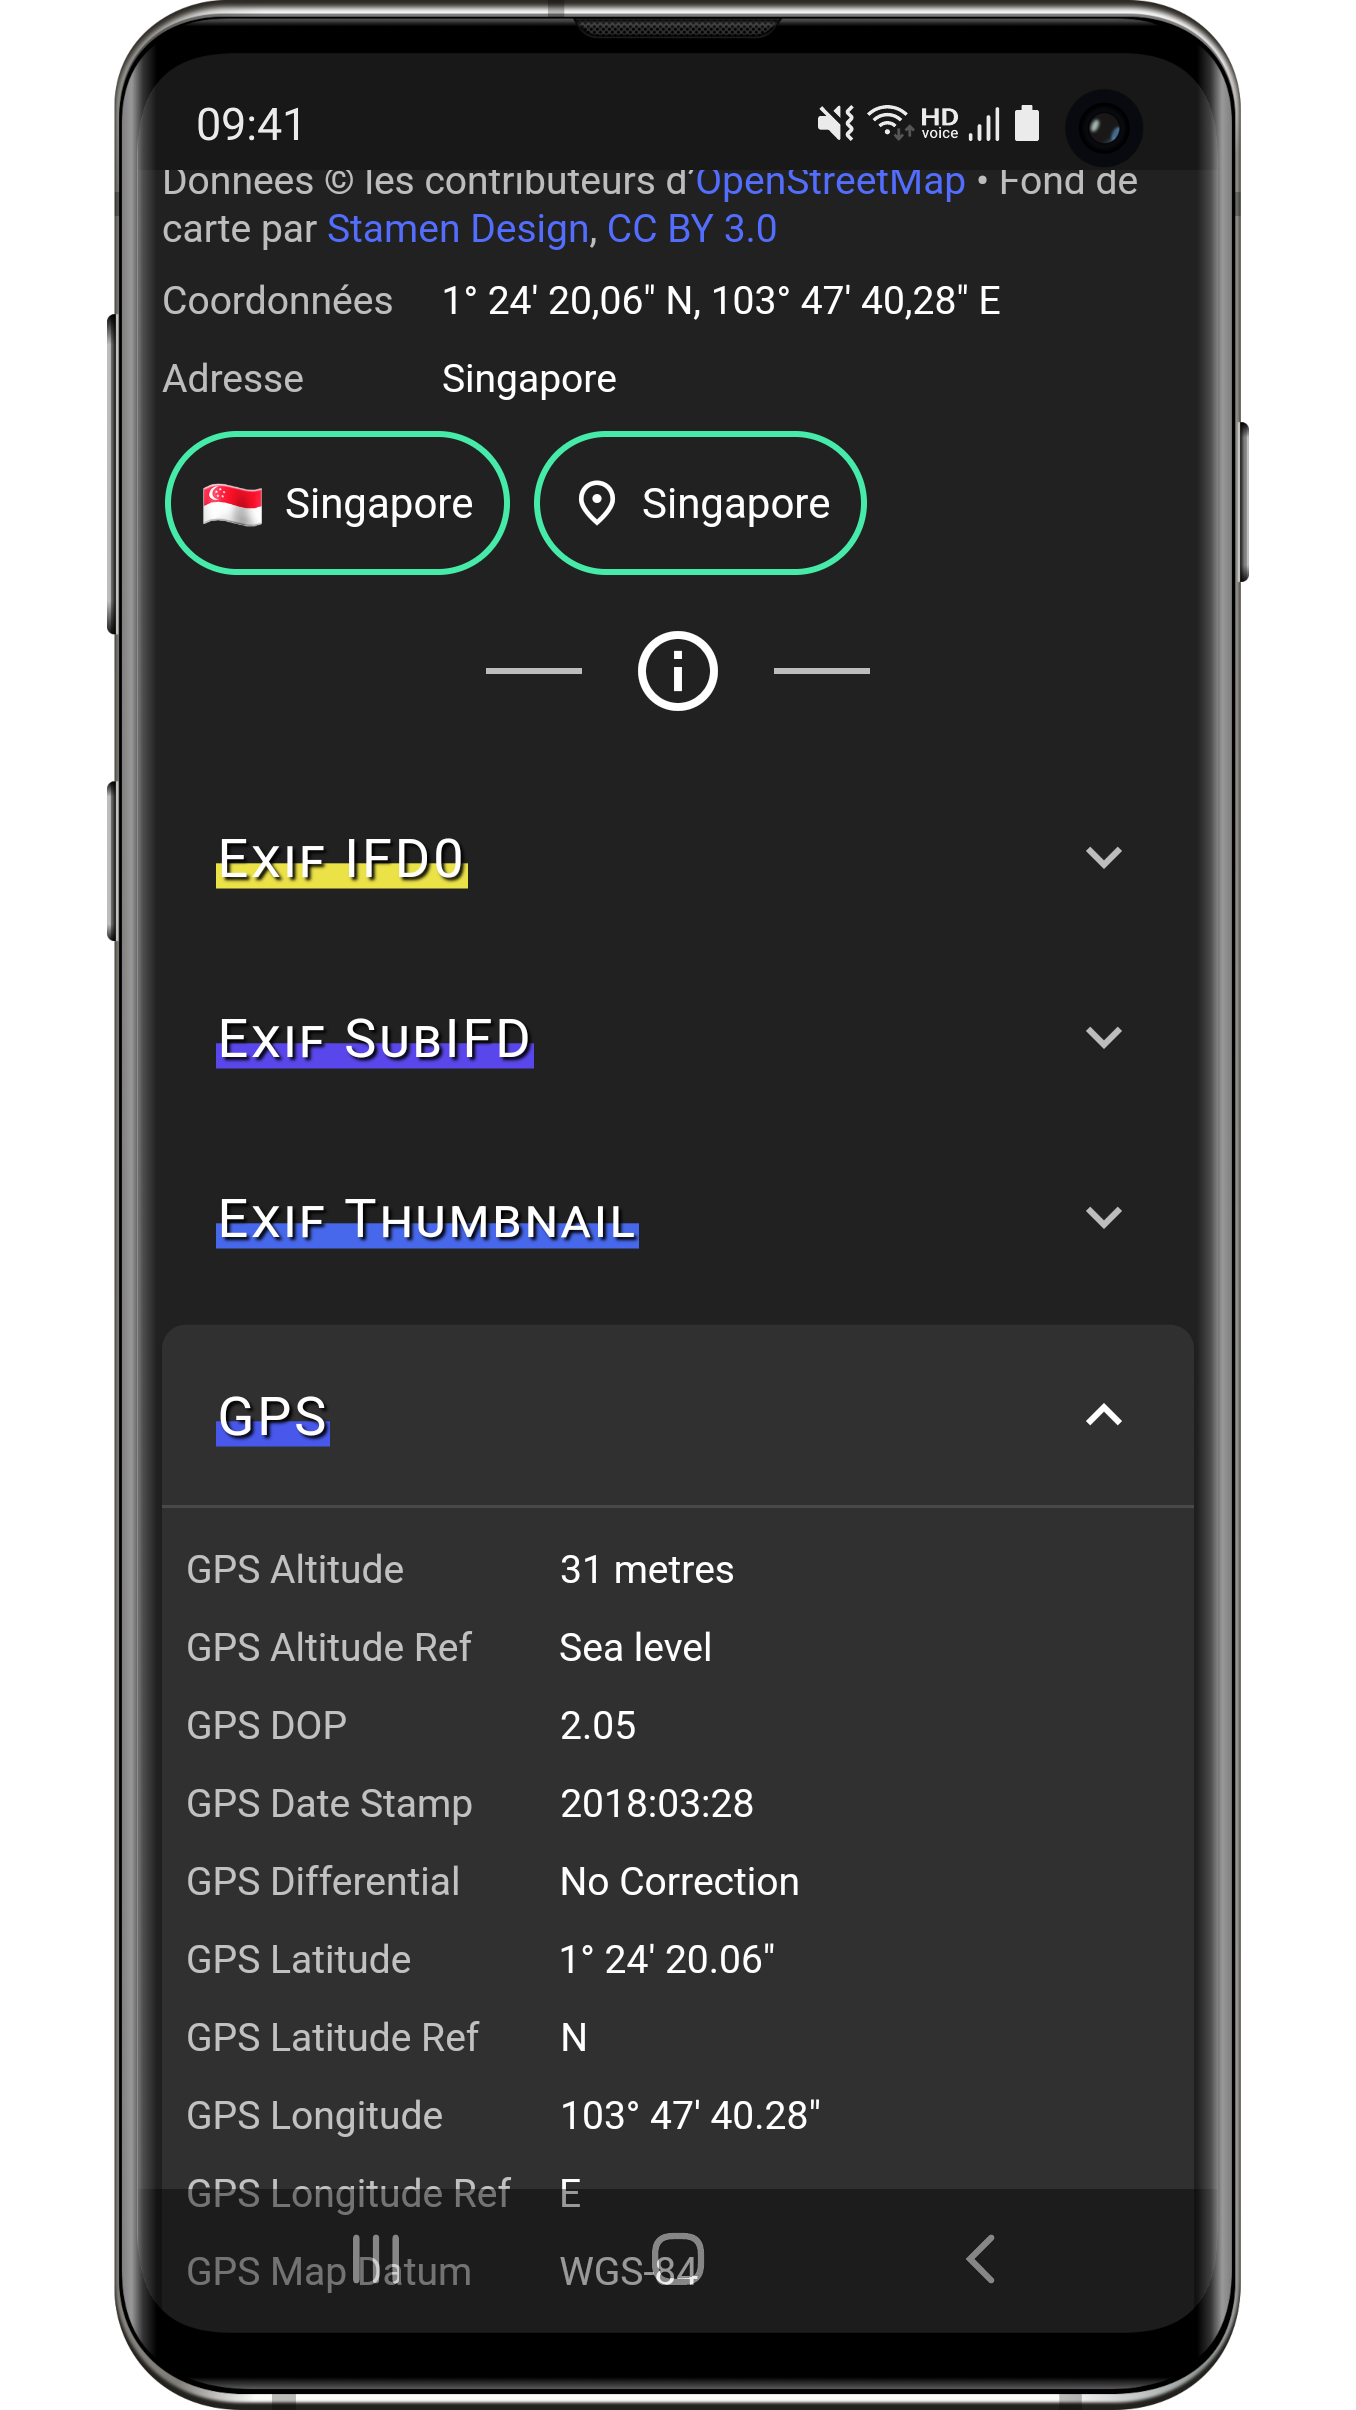 09:41
HD
voice
Données © les contributeurs d’OpenStreetMap • Fond de
carte par Stamen Design, CC BY 3.0
Coordonnées 1° 24' 20,06" N, 103° 47' 40,28" E
Adresse Singapore
Singapore Singapore
Exif IFD0
Exif SubIFD
Exif Thumbnail
GPS
GPS Altitude 31 metres
GPS Altitude Ref Sea level
GPS DOP 2.05
GPS Date Stamp 2018:03:28
GPS Differential No Correction
GPS Latitude 1° 24' 20.06"
GPS Latitude Ref N
GPS Longitude 103° 47' 40.28"
GPS Longitude Ref E
GPS Map Datum WGS-84